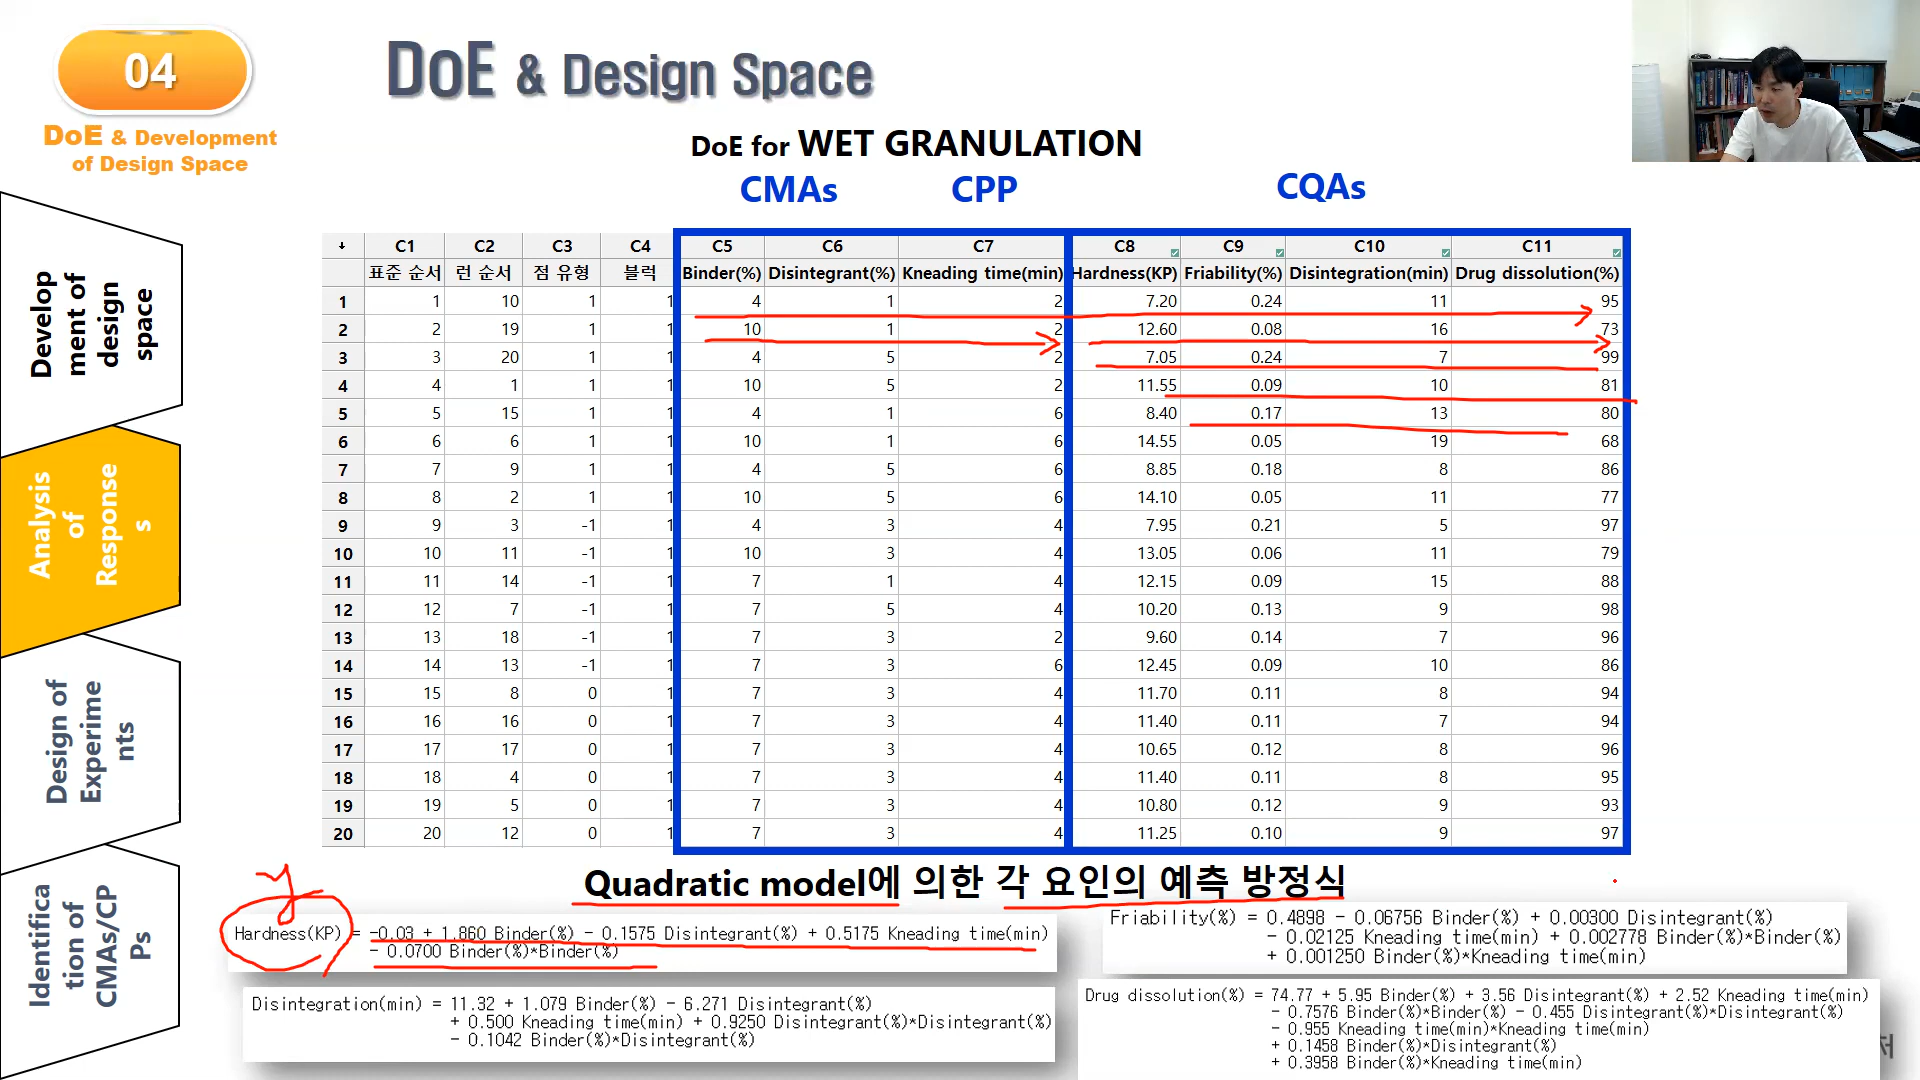 04
DoE & Development
of Design Space
DoE & Design Space
DoE for WET GRANULATION
CMAs CPP CQAs
Develop
ment of
design
space
Analysis
of
Response
s
Design of
Experime
nts
Identifica
tion of
CMAs/CP
Ps
↓ C1 C2 C3 C4 C5 C6 C7 C8 C9 C10 C11
표준 순서 런 순서 점 유형 블럭 Binder(%) Disintegrant(%) Kneading time(min) Hardness(KP) Friability(%) Disintegration(min) Drug dissolution(%)
1 1 10 1 1 4 1 2 7.20 0.24 11 95
2 2 19 1 1 10 1 2 12.60 0.08 16 73
3 3 20 1 1 4 5 2 7.05 0.24 7 99
4 4 1 1 1 10 5 2 11.55 0.09 10 81
5 5 15 1 1 4 1 6 8.40 0.17 13 80
6 6 6 1 1 10 1 6 14.55 0.05 19 68
7 7 9 1 1 4 5 6 8.85 0.18 8 86
8 8 2 1 1 10 5 6 14.10 0.05 11 77
9 9 3 -1 1 4 3 4 7.95 0.21 5 97
10 10 11 -1 1 10 3 4 13.05 0.06 11 79
11 11 14 -1 1 7 1 4 12.15 0.09 15 88
12 12 7 -1 1 7 5 4 10.20 0.13 9 98
13 13 18 -1 1 7 3 2 9.60 0.14 7 96
14 14 13 -1 1 7 3 6 12.45 0.09 10 86
15 15 8 0 1 7 3 4 11.70 0.11 8 94
16 16 16 0 1 7 3 4 11.40 0.11 7 94
17 17 17 0 1 7 3 4 10.65 0.12 8 96
18 18 4 0 1 7 3 4 11.40 0.11 8 95
19 19 5 0 1 7 3 4 10.80 0.12 9 93
20 20 12 0 1 7 3 4 11.25 0.10 9 97
Quadratic model에 의한 각 요인의 예측 방정식
y
Hardness(KP) = -0.03 + 1.860 Binder(%) - 0.1575 Disintegrant(%) + 0.5175 Kneading time(min)
- 0.0700 Binder(%)*Binder(%)
Friability(%) = 0.4898 - 0.06756 Binder(%) + 0.00300 Disintegrant(%)
- 0.02125 Kneading time(min) + 0.002778 Binder(%)*Binder(%)
+ 0.001250 Binder(%)*Kneading time(min)
Disintegration(min) = 11.32 + 1.079 Binder(%) - 6.271 Disintegrant(%)
+ 0.500 Kneading time(min) + 0.9250 Disintegrant(%)*Disintegrant(%)
- 0.1042 Binder(%)*Disintegrant(%)
Drug dissolution(%) = 74.77 + 5.95 Binder(%) + 3.56 Disintegrant(%) + 2.52 Kneading time(min)
- 0.7576 Binder(%)*Binder(%) - 0.455 Disintegrant(%)*Disintegrant(%)
- 0.955 Kneading time(min)*Kneading time(min)
+ 0.1458 Binder(%)*Disintegrant(%)
+ 0.3958 Binder(%)*Kneading time(min)